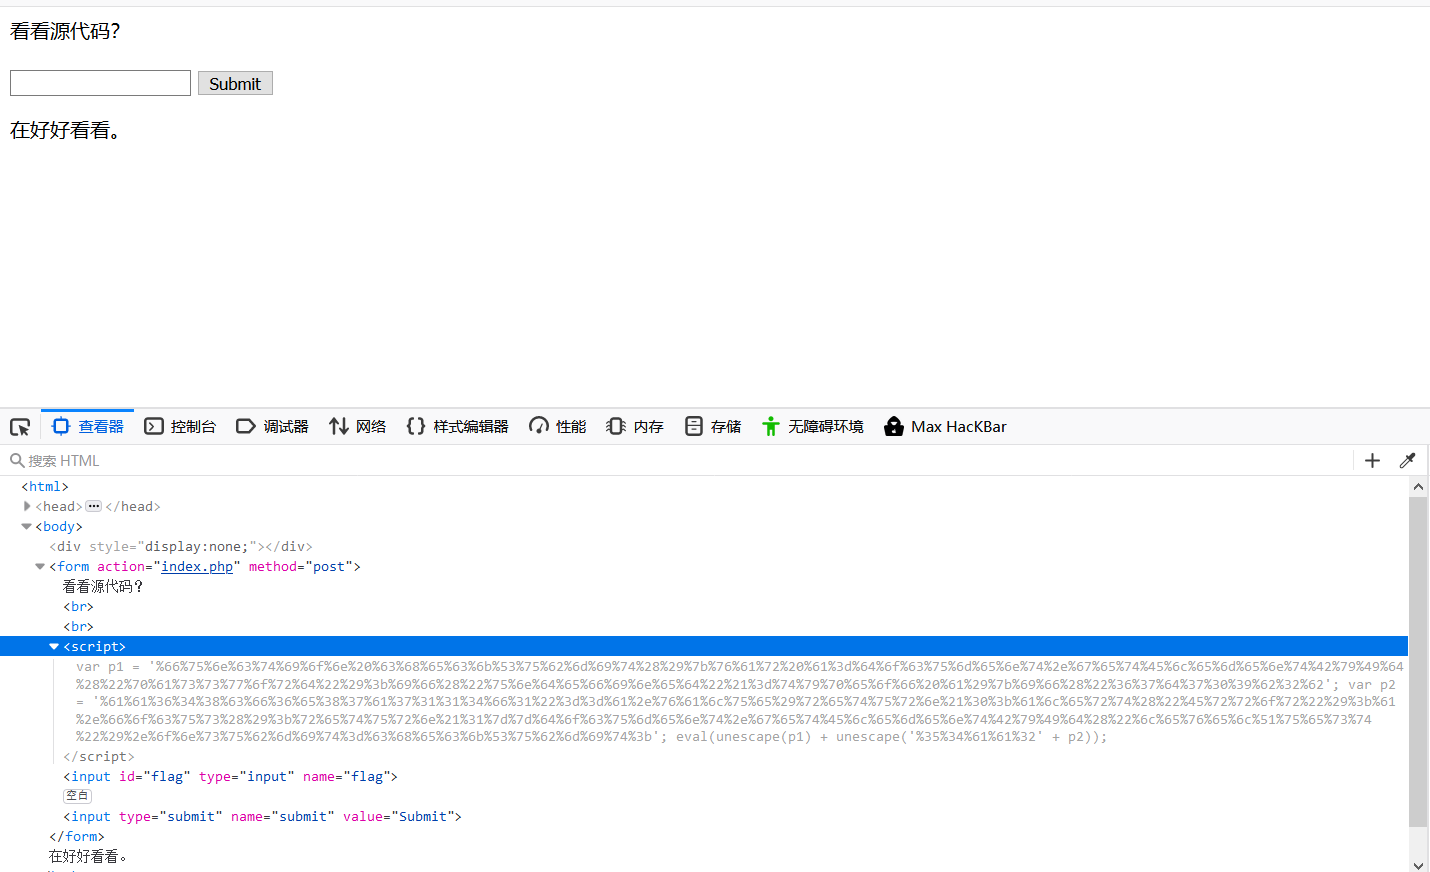 看看源代码？
Submit
在好好看看。
查看器 控制台 调试器 网络 样式编辑器 性能 内存 存储 无障碍环境 Max HacKBar
搜索 HTML
<html>
<head> ••• </head>
<body>
<div style="display:none;"></div>
<form action="index.php" method="post">
看看源代码？
<br>
<br>
<script>
var p1 = '%66%75%6e%63%74%69%6f%6e%20%63%68%65%63%6b%53%75%62%6d%69%74%28%29%7b%76%61%72%20%61%3d%64%6f%63%75%6d%65%6e%74%2e%67%65%74%45%6c%65%6d%65%6e%74%42%79%49%64
%28%22%70%61%73%73%77%6f%72%64%22%29%3b%69%66%28%22%75%6e%64%65%66%69%6e%65%64%22%21%3d%74%79%70%65%6f%66%20%61%29%7b%69%66%28%22%36%37%64%37%30%39%62%32%62'; var p2
= '%61%61%36%34%38%63%66%36%65%38%37%61%37%31%31%34%66%31%22%3d%3d%61%2e%76%61%6c%75%65%29%72%65%74%75%72%6e%21%30%3b%61%6c%65%72%74%28%22%45%72%72%6f%72%22%29%3b%61
%2e%66%6f%63%75%73%28%29%3b%72%65%74%75%72%6e%21%31%7d%7d%64%6f%63%75%6d%65%6e%74%2e%67%65%74%45%6c%65%6d%65%6e%74%42%79%49%64%28%22%6c%65%76%65%6c%51%75%65%73%74
%22%29%2e%6f%6e%73%75%62%6d%69%74%3d%63%68%65%63%6b%53%75%62%6d%69%74%3b'; eval(unescape(p1) + unescape('%35%34%61%61%32' + p2));
</script>
<input id="flag" type="input" name="flag">
空白
<input type="submit" name="submit" value="Submit">
</form>
在好好看看。